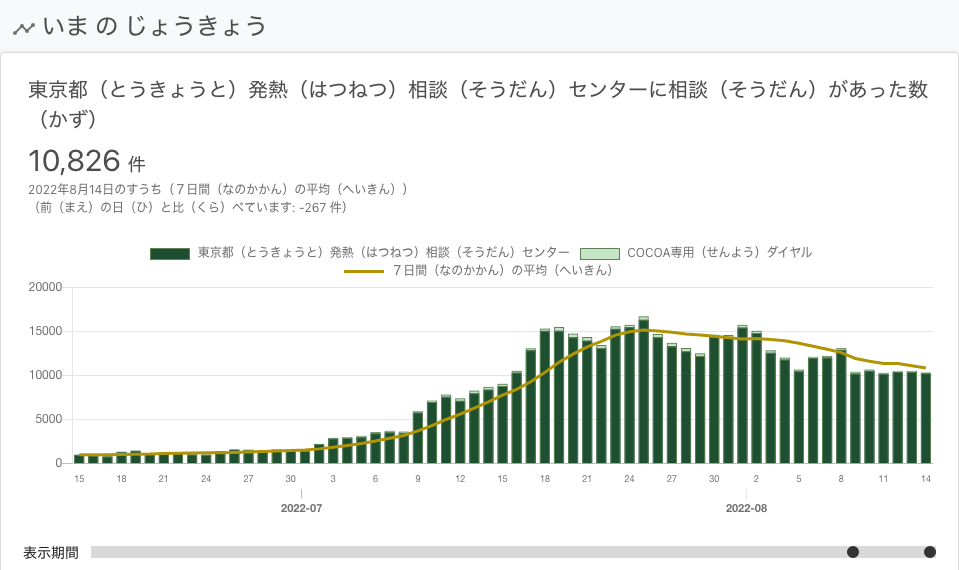 いま の じょうきょう
東京都（とうきょうと）発熱（はつねつ）相談（そうだん）センターに相談（そうだん）があった数
（かず）
10,826 件
2022年8月14日のすうち（７日間（なのかかん）の平均（へいきん））
（前（まえ）の日（ひ）と比（くら）べています: -267 件）
東京都（とうきょうと）発熱（はつねつ）相談（そうだん）センター COCOA専用（せんよう）ダイヤル
７日間（なのかかん）の平均（へいきん）
20000
15000
10000
5000
0
15 18 21 24 27 30 3 6 9 12 15 18 21 24 27 30 2 5 8 11 14
2022-07 2022-08
表示期間